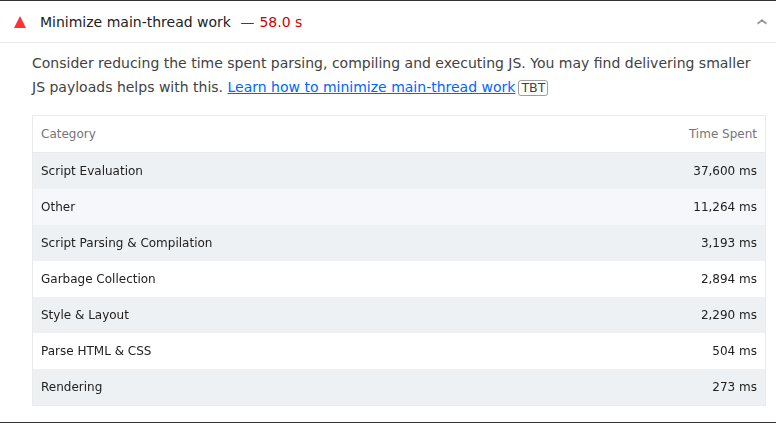 Minimize main-thread work — 58.0 s
Consider reducing the time spent parsing, compiling and executing JS. You may find delivering smaller
JS payloads helps with this. Learn how to minimize main-thread work TBT
Category Time Spent
Script Evaluation 37,600 ms
Other 11,264 ms
Script Parsing & Compilation 3,193 ms
Garbage Collection 2,894 ms
Style & Layout 2,290 ms
Parse HTML & CSS 504 ms
Rendering 273 ms